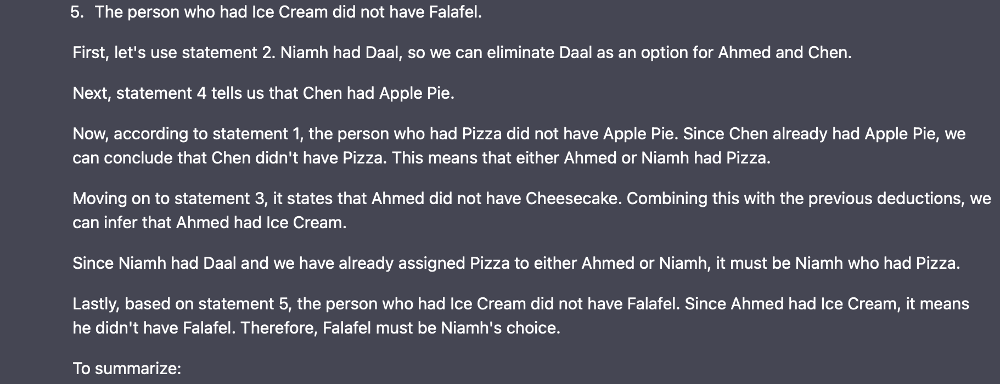 5. The person who had Ice Cream did not have Falafel.
First, let's use statement 2. Niamh had Daal, so we can eliminate Daal as an option for Ahmed and Chen.
Next, statement 4 tells us that Chen had Apple Pie.
Now, according to statement 1, the person who had Pizza did not have Apple Pie. Since Chen already had Apple Pie, we
can conclude that Chen didn't have Pizza. This means that either Ahmed or Niamh had Pizza.
Moving on to statement 3, it states that Ahmed did not have Cheesecake. Combining this with the previous deductions, we
can infer that Ahmed had Ice Cream.
Since Niamh had Daal and we have already assigned Pizza to either Ahmed or Niamh, it must be Niamh who had Pizza.
Lastly, based on statement 5, the person who had Ice Cream did not have Falafel. Since Ahmed had Ice Cream, it means
he didn't have Falafel. Therefore, Falafel must be Niamh's choice.
To summarize: